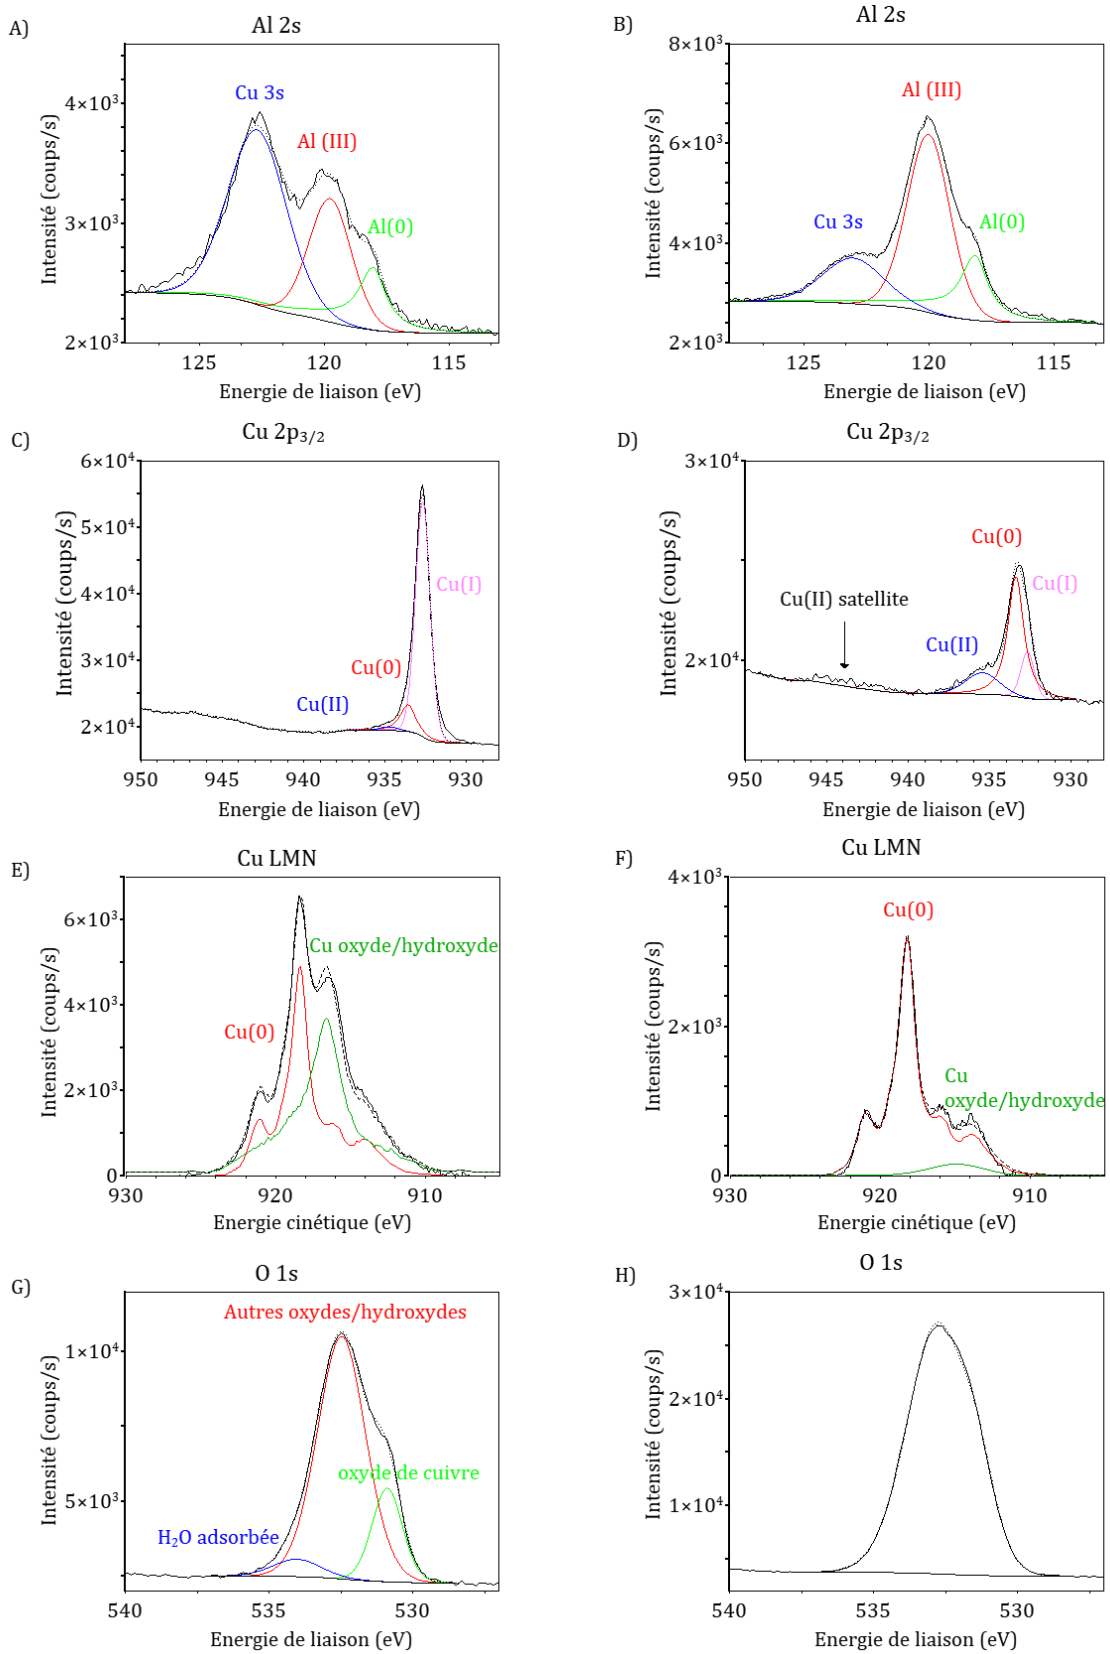 A)
Al 2s
Intensité (coups/s)
4×10³
3×10³
2×10³
Cu 3s
Al (III)
Al(0)
125
120
115
Energie de liaison (eV)
B)
Al 2s
Intensité (coups/s)
8×10³
6×10³
4×10³
2×10³
Al (III)
Cu 3s
Al(0)
125
120
115
Energie de liaison (eV)
C)
Cu 2p₃/₂
Intensité (coups/s)
6×10⁴
5×10⁴
4×10⁴
3×10⁴
2×10⁴
Cu(I)
Cu(0)
Cu(II)
950
945
940
935
930
Energie de liaison (eV)
D)
Cu 2p₃/₂
Intensité (coups/s)
3×10⁴
2×10⁴
Cu(0)
Cu(I)
Cu(II) satellite
Cu(II)
950
945
940
935
930
Energie de liaison (eV)
E)
Cu LMN
Intensité (coups/s)
6×10³
4×10³
2×10³
0
Cu oxyde/hydroxyde
Cu(0)
930
920
910
Energie cinétique (eV)
F)
Cu LMN
Intensité (coups/s)
4×10³
2×10³
0
Cu(0)
Cu
oxyde/hydroxyde
930
920
910
Energie cinétique (eV)
G)
O 1s
Intensité (coups/s)
1×10⁴
5×10³
Autres oxydes/hydroxydes
oxyde de cuivre
H₂O adsorbée
540
535
530
Energie de liaison (eV)
H)
O 1s
Intensité (coups/s)
3×10⁴
2×10⁴
1×10⁴
540
535
530
Energie de liaison (eV)